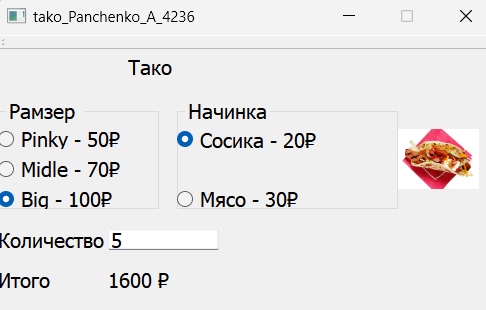 tako_Panchenko_A_4236
Тако
Рамзер
Начинка
Pinky - 50₽
Сосика - 20₽
Midle - 70₽
Big - 100₽
Мясо - 30₽
Количество 5
Итого 1600 ₽